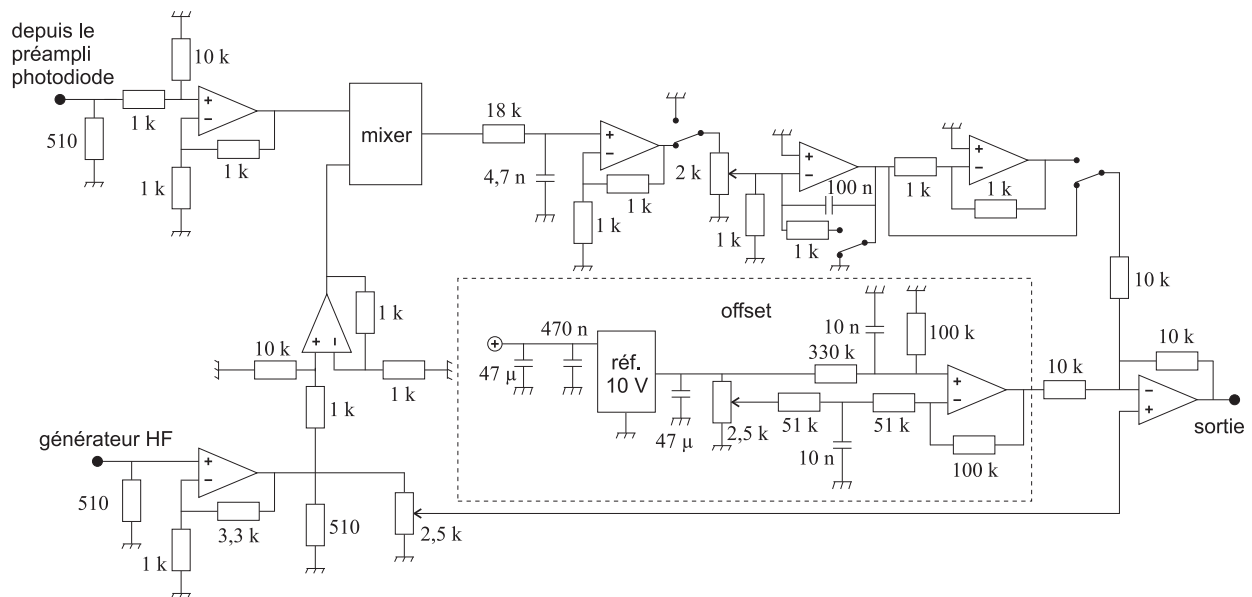 depuis le
préampli
photodiode
10 k
1 k
510
1 k
1 k
mixer
18 k
4,7 n
1 k
1 k
2 k
1 k
100 n
1 k
1 k
1 k
10 k
10 k
1 k
1 k
1 k
offset
47 µ
470 n
réf.
10 V
47 µ
2,5 k
330 k
10 n
100 k
51 k
10 n
51 k
100 k
10 k
10 k
sortie
générateur HF
510
1 k
3,3 k
510
2,5 k